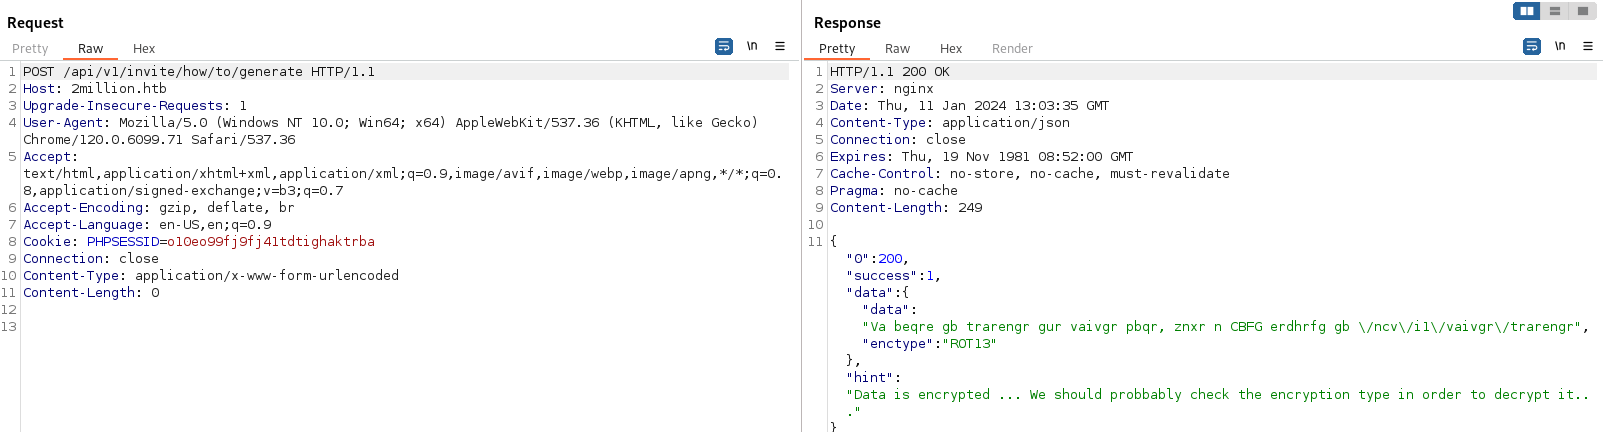 Request
Pretty Raw Hex
\n
1 POST /api/v1/invite/how/to/generate HTTP/1.1
2 Host: 2million.htb
3 Upgrade-Insecure-Requests: 1
4 User-Agent: Mozilla/5.0 (Windows NT 10.0; Win64; x64) AppleWebKit/537.36 (KHTML, like Gecko)
Chrome/120.0.6099.71 Safari/537.36
5 Accept:
text/html,application/xhtml+xml,application/xml;q=0.9,image/avif,image/webp,image/apng,*/*;q=0.
8,application/signed-exchange;v=b3;q=0.7
6 Accept-Encoding: gzip, deflate, br
7 Accept-Language: en-US,en;q=0.9
8 Cookie: PHPSESSID=o10eo99fj9fj41tdtighaktrba
9 Connection: close
10 Content-Type: application/x-www-form-urlencoded
11 Content-Length: 0
12
13
Response
Pretty Raw Hex Render
\n
1 HTTP/1.1 200 OK
2 Server: nginx
3 Date: Thu, 11 Jan 2024 13:03:35 GMT
4 Content-Type: application/json
5 Connection: close
6 Expires: Thu, 19 Nov 1981 08:52:00 GMT
7 Cache-Control: no-store, no-cache, must-revalidate
8 Pragma: no-cache
9 Content-Length: 249
10
11 {
"0":200,
"success":1,
"data":{
"data":
"Va beqre gb trarengr gur vaivgr pbqr, znxr n CBFG erdhrfg gb \/ncv\/i1\/vaivgr\/trarengr",
"enctype":"ROT13"
},
"hint":
"Data is encrypted ... We should probbably check the encryption type in order to decrypt it..
."
}